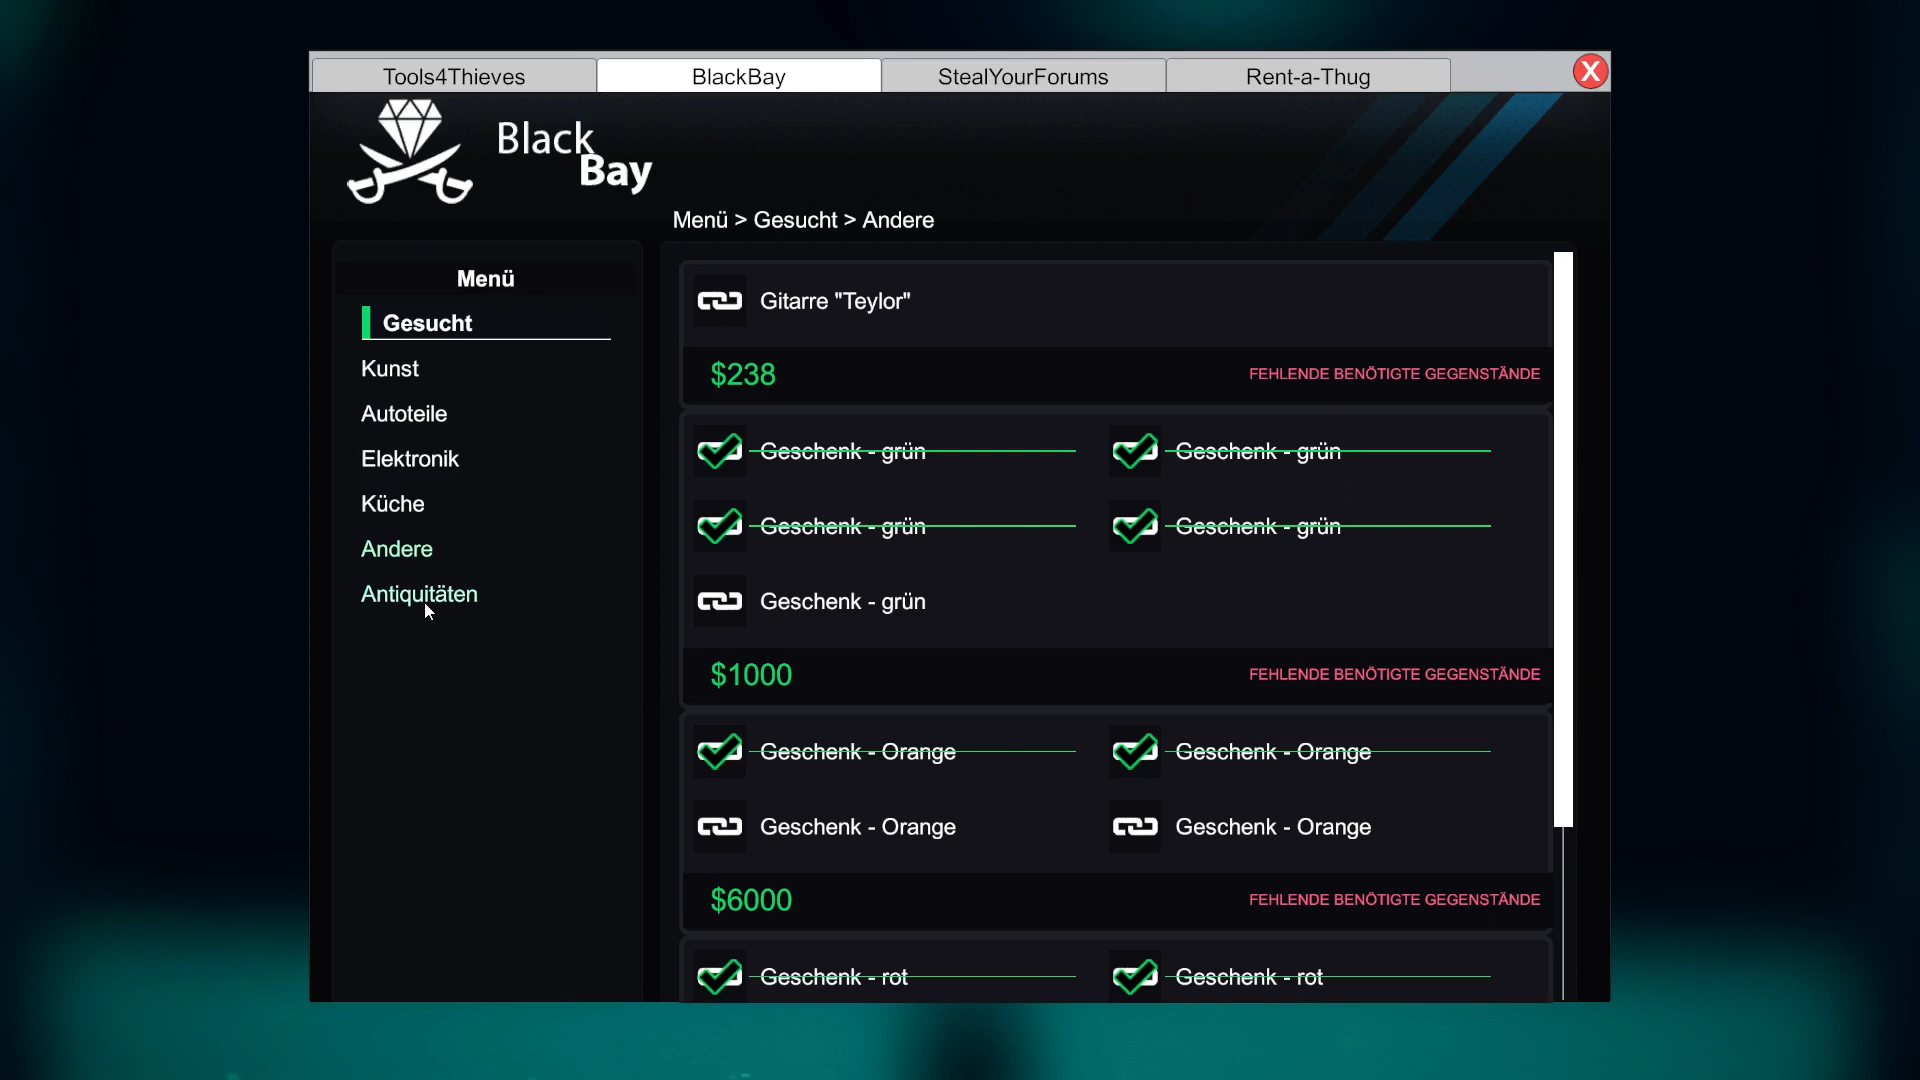 Tools4Thieves
BlackBay
StealYourForums
Rent-a-Thug
X
Black
Bay
Menü > Gesucht > Andere
Menü
Gesucht
Kunst
Autoteile
Elektronik
Küche
Andere
Antiquitäten
Gitarre "Teylor"
$238 FEHLENDE BENÖTIGTE GEGENSTÄNDE
Geschenk - grün Geschenk - grün
Geschenk - grün Geschenk - grün
Geschenk - grün
$1000 FEHLENDE BENÖTIGTE GEGENSTÄNDE
Geschenk - Orange Geschenk - Orange
Geschenk - Orange Geschenk - Orange
$6000 FEHLENDE BENÖTIGTE GEGENSTÄNDE
Geschenk - rot Geschenk - rot